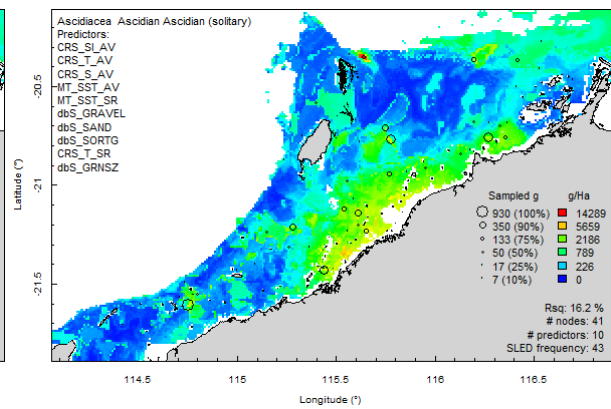 Ascidiacea Ascidian Ascidian (solitary)
Predictors:
CRS_SI_AV
CRS_T_AV
CRS_S_AV
MT_SST_AV
MT_SST_SR
dbS_GRAVEL
dbS_SAND
dbS_SORTG
CRS_T_SR
dbS_GRNSZ
-20.5
-21
-21.5
Latitude (°)
Sampled g g/Ha
930 (100%) 14289
350 (90%) 5659
133 (75%) 2186
50 (50%) 789
17 (25%) 226
7 (10%) 0
Rsq: 16.2 %
# nodes: 41
# predictors: 10
SLED frequency: 43
114.5 115 115.5 116 116.5
Longitude (°)